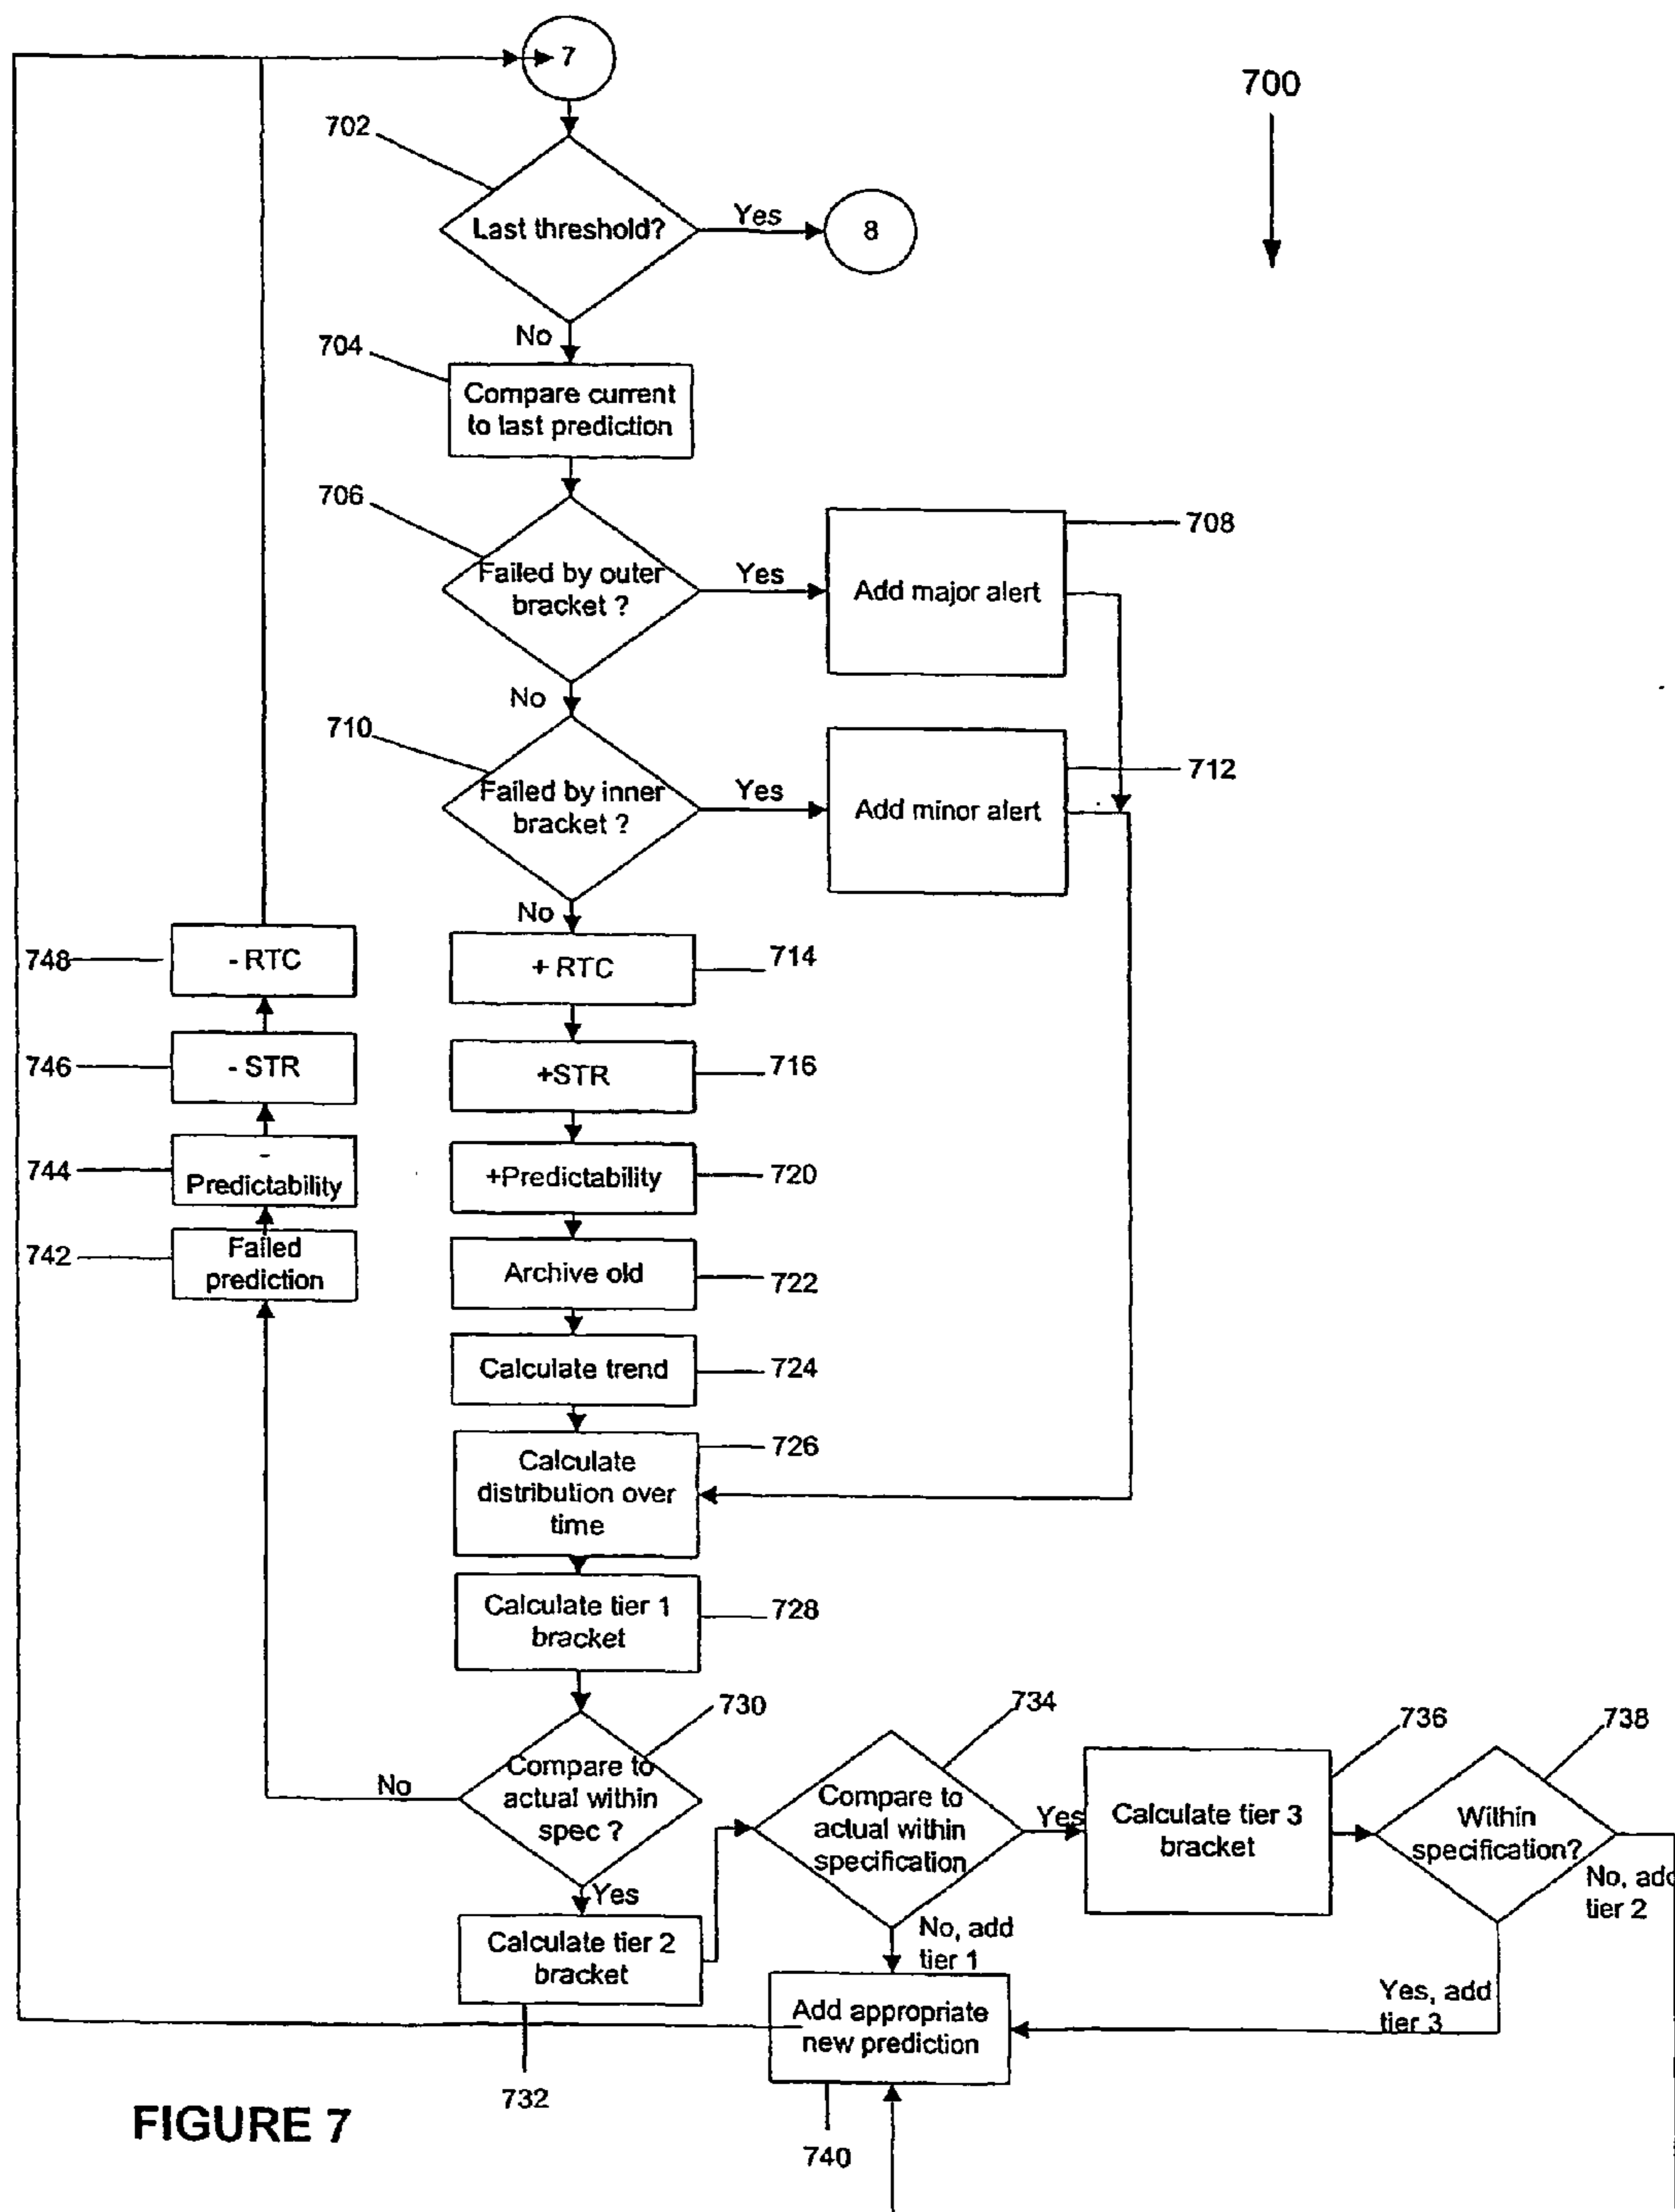 7
700
702
Last threshold?
Yes
8
No
704
Compare current
to last prediction
706
Failed by outer
bracket ?
Yes
Add major alert
708
No
710
Failed by inner
bracket ?
Yes
Add minor alert
712
No
748
- RTC
+ RTC
714
746
- STR
+STR
716
744
-
Predictability
+Predictability
720
742
Failed
prediction
Archive old
722
Calculate trend
724
Calculate
distribution over
time
726
Calculate tier 1
bracket
728
730
Compare to
actual within
spec ?
No
Yes
Calculate tier 2
bracket
732
734
Compare to
actual within
specification
Yes
No, add
tier 1
736
Calculate tier 3
bracket
738
Within
specification?
No, add
tier 2
Yes, add
tier 3
Add appropriate
new prediction
740
FIGURE 7